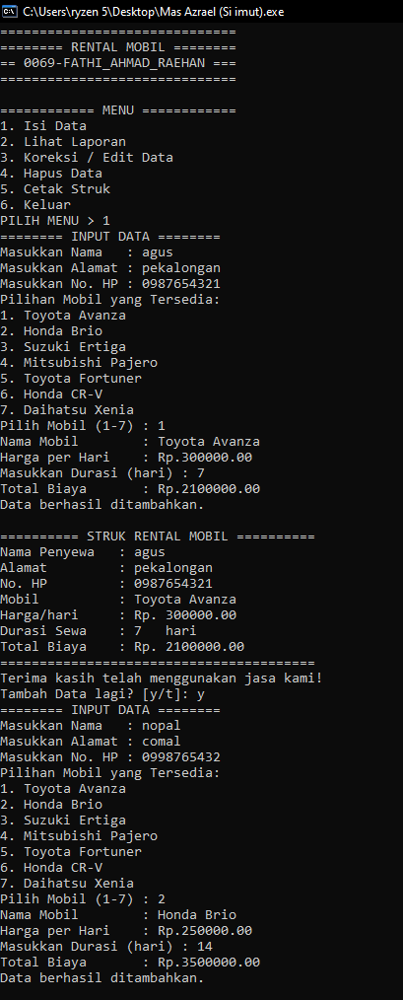 C:\Users\ryzen 5\Desktop\Mas Azrael (Si imut).exe
==============================
======== RENTAL MOBIL ========
== 0069-FATHI_AHMAD_RAEHAN ===
==============================
============ MENU ============
1. Isi Data
2. Lihat Laporan
3. Koreksi / Edit Data
4. Hapus Data
5. Cetak Struk
6. Keluar
PILIH MENU > 1
======== INPUT DATA ========
Masukkan Nama   : agus
Masukkan Alamat : pekalongan
Masukkan No. HP : 0987654321
Pilihan Mobil yang Tersedia:
1. Toyota Avanza
2. Honda Brio
3. Suzuki Ertiga
4. Mitsubishi Pajero
5. Toyota Fortuner
6. Honda CR-V
7. Daihatsu Xenia
Pilih Mobil (1-7) : 1
Nama Mobil        : Toyota Avanza
Harga per Hari    : Rp.300000.00
Masukkan Durasi (hari) : 7
Total Biaya       : Rp.2100000.00
Data berhasil ditambahkan.
========== STRUK RENTAL MOBIL ==========
Nama Penyewa   : agus
Alamat         : pekalongan
No. HP         : 0987654321
Mobil          : Toyota Avanza
Harga/hari     : Rp. 300000.00
Durasi Sewa    : 7   hari
Total Biaya    : Rp. 2100000.00
========================================
Terima kasih telah menggunakan jasa kami!
Tambah Data lagi? [y/t]: y
======== INPUT DATA ========
Masukkan Nama   : nopal
Masukkan Alamat : comal
Masukkan No. HP : 0998765432
Pilihan Mobil yang Tersedia:
1. Toyota Avanza
2. Honda Brio
3. Suzuki Ertiga
4. Mitsubishi Pajero
5. Toyota Fortuner
6. Honda CR-V
7. Daihatsu Xenia
Pilih Mobil (1-7) : 2
Nama Mobil        : Honda Brio
Harga per Hari    : Rp.250000.00
Masukkan Durasi (hari) : 14
Total Biaya       : Rp.3500000.00
Data berhasil ditambahkan.